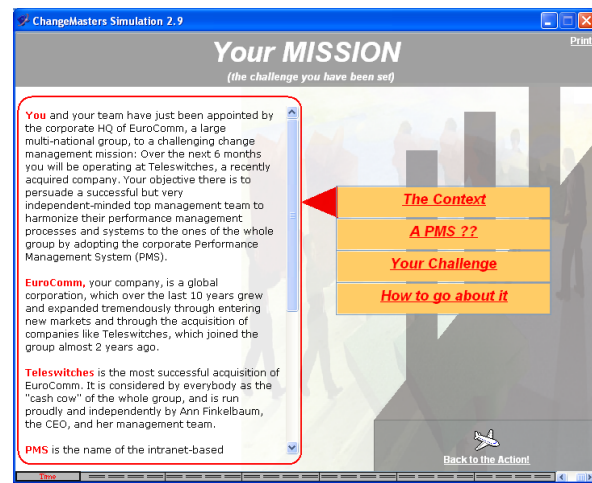 ChangeMasters Simulation 2.9
Print
Your MISSION
(the challenge you have been set)
You and your team have just been appointed by
the corporate HQ of EuroComm, a large
multi-national group, to a challenging change
management mission: Over the next 6 months
you will be operating at Teleswitches, a recently
acquired company. Your objective there is to
persuade a successful but very
independent-minded top management team to
harmonize their performance management
processes and systems to the ones of the whole
group by adopting the corporate Performance
Management System (PMS).
EuroComm, your company, is a global
corporation, which over the last 10 years grew
and expanded tremendously through entering
new markets and through the acquisition of
companies like Teleswitches, which joined the
group almost 2 years ago.
Teleswitches is the most successful acquisition of
EuroComm. It is considered by everybody as the
"cash cow" of the whole group, and is run
proudly and independently by Ann Finkelbaum,
the CEO, and her management team.
PMS is the name of the intranet-based
The Context
A PMS ??
Your Challenge
How to go about it
Back to the Action!
Time